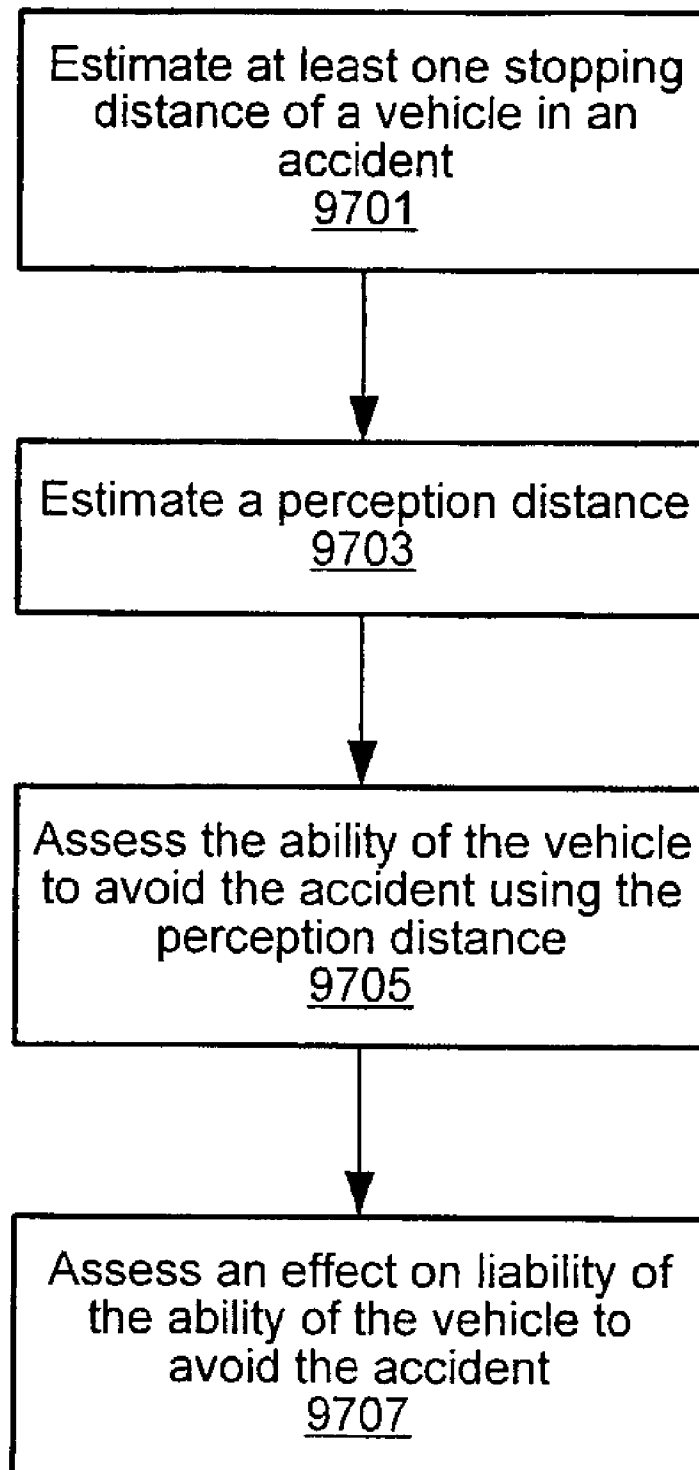 Estimate at least one stopping
distance of a vehicle in an
accident
9701
Estimate a perception distance
9703
Assess the ability of the vehicle
to avoid the accident using the
perception distance
9705
Assess an effect on liability of
the ability of the vehicle to
avoid the accident
9707